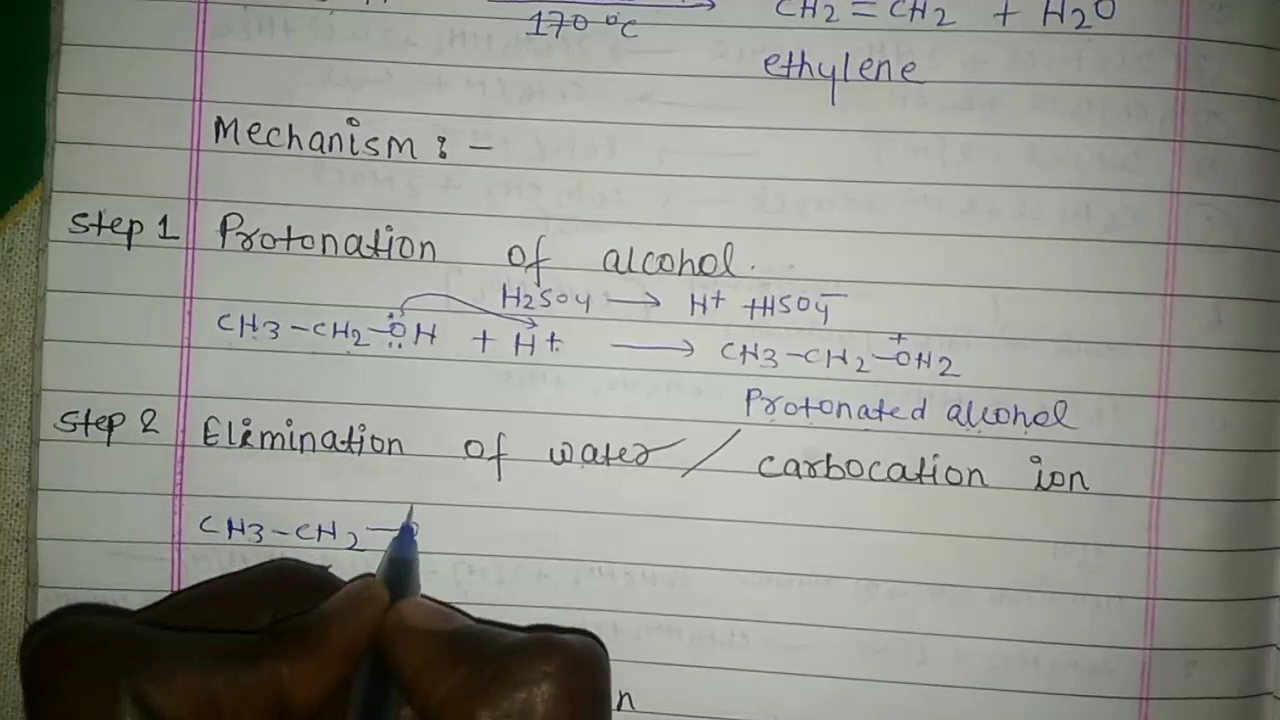 CH2 = CH2 + H2O
170 °C
ethylene
Mechanism : -
Step 1 Protonation of alcohol.
H2SO4 → H+ + HSO4-
CH3-CH2-OH + H+ → CH3-CH2-OH2 +
Protonated alcohol
Step 2 Elimination of water / carbocation ion
CH3-CH2-
n